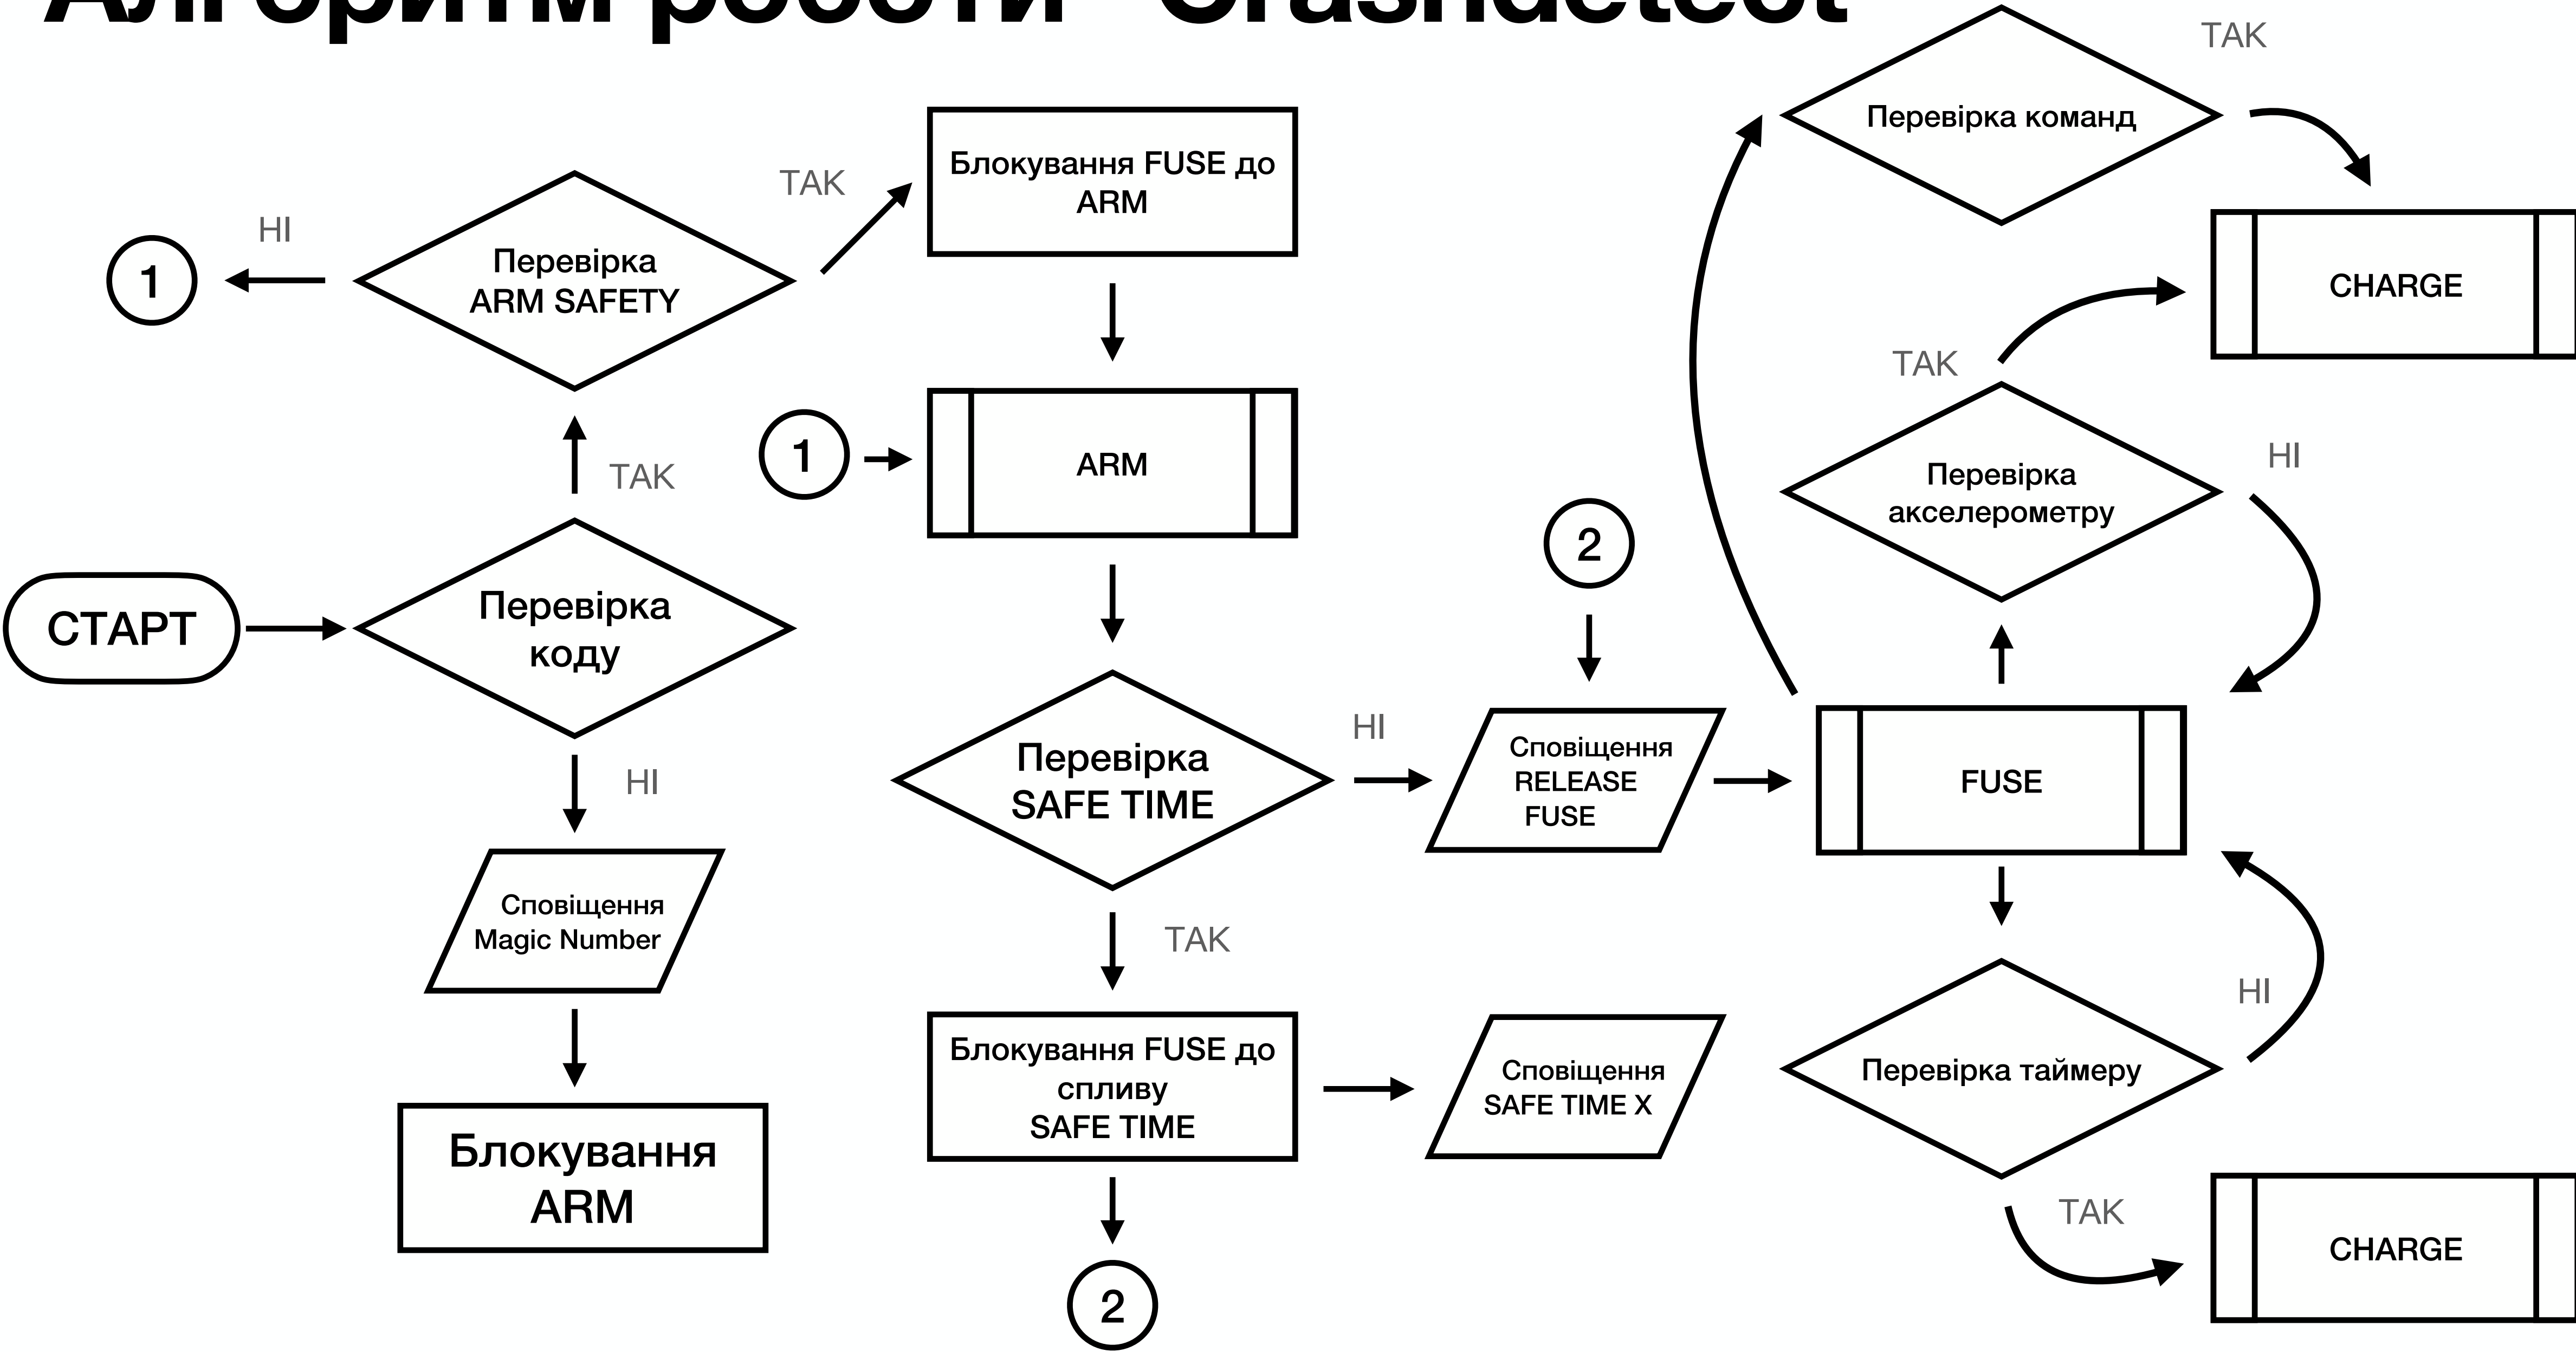 Алгоритм роботи "Crashdetect"
ТАК
Перевірка команд
Блокування FUSE до
ARM
ТАК
НІ
1
Перевірка
ARM SAFETY
CHARGE
ТАК
ARM
1
ТАК
НІ
Перевірка
акселерометру
2
СТАРТ
Перевірка
коду
НІ
Перевірка
SAFE TIME
НІ
Сповіщення
RELEASE
FUSE
FUSE
Сповіщення
Magic Number
ТАК
НІ
Блокування FUSE до
спливу
SAFE TIME
Сповіщення
SAFE TIME X
Перевірка таймеру
Блокування
ARM
ТАК
CHARGE
2